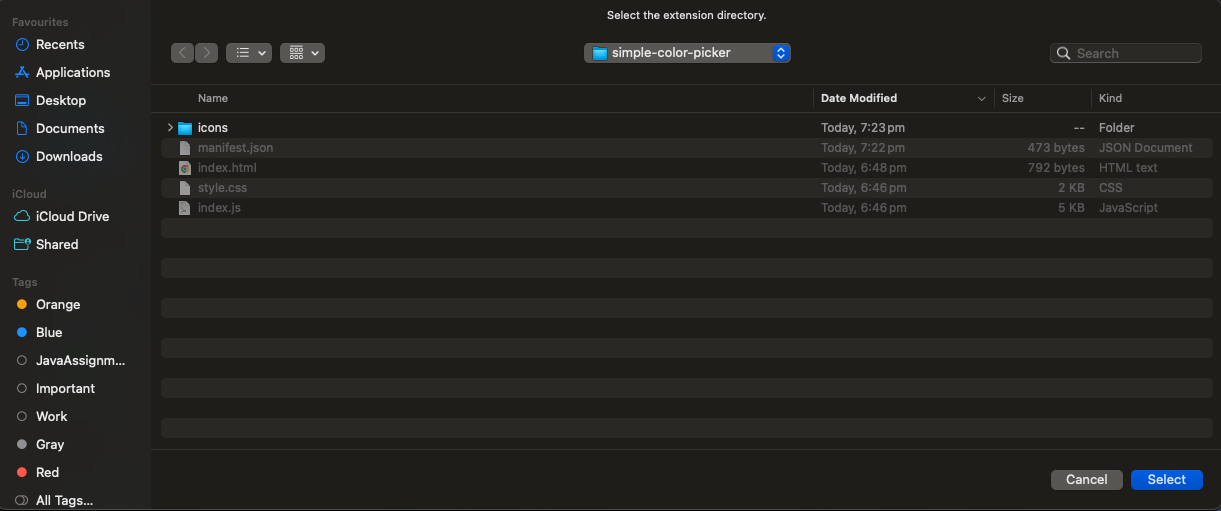 Favourites
Recents
Applications
Desktop
Documents
Downloads
iCloud
iCloud Drive
Shared
Tags
Orange
Blue
JavaAssignm...
Important
Work
Gray
Red
All Tags...
Select the extension directory.
simple-color-picker
Search
Name Date Modified Size Kind
icons Today, 7:23 pm -- Folder
manifest.json Today, 7:22 pm 473 bytes JSON Document
index.html Today, 6:48 pm 792 bytes HTML text
style.css Today, 6:46 pm 2 KB CSS
index.js Today, 6:46 pm 5 KB JavaScript
Cancel Select